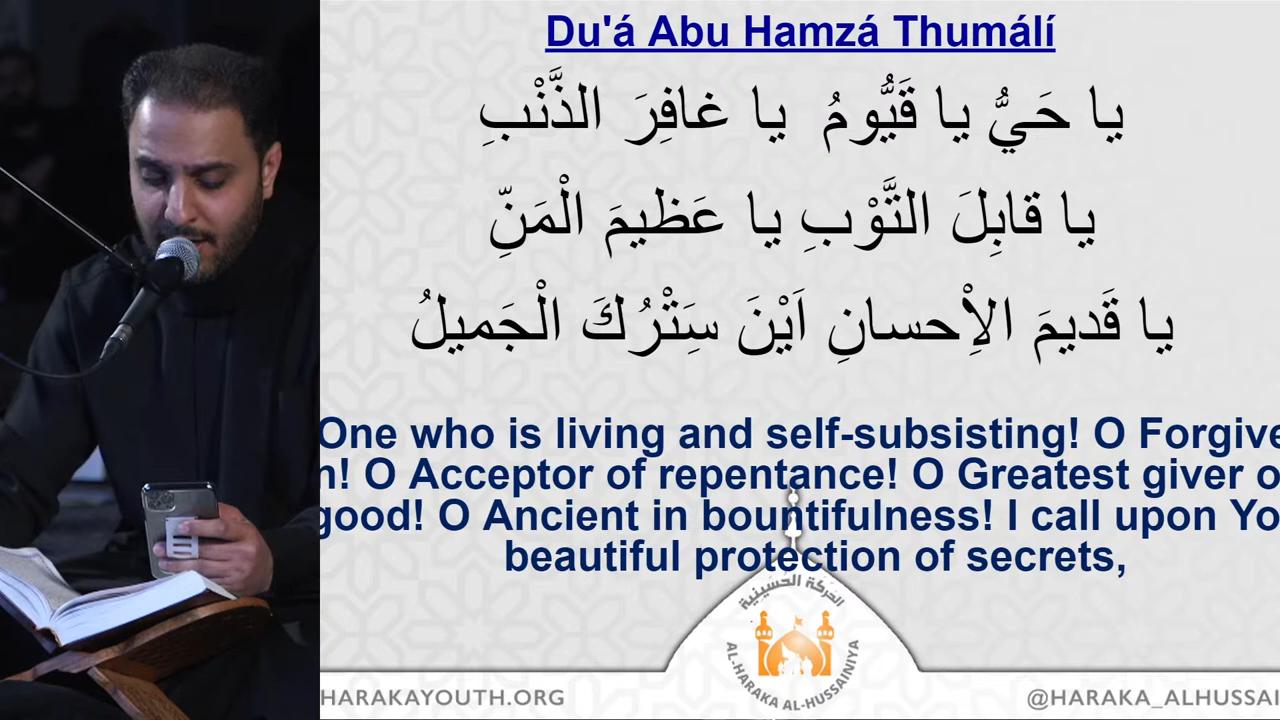 Du'á Abu Hamzá Thumálí
يا حَيُّ يا قَيُّومُ يا غافِرَ الذَّنْبِ
يا قابِلَ التَّوْبِ يا عَظيمَ الْمَنِّ
يا قَديمَ الاِْحسانِ اَيْنَ سَِتْرُكَ الْجَميلُ
One who is living and self-subsisting! O Forgive
n! O Acceptor of repentance! O Greatest giver o
good! O Ancient in bountifulness! I call upon Yo
beautiful protection of secrets,
الحركة الحسينية
AL-HARAKA AL-HUSSAINIYA
HARAKAYOUTH.ORG
@HARAKA_ALHUSSAI